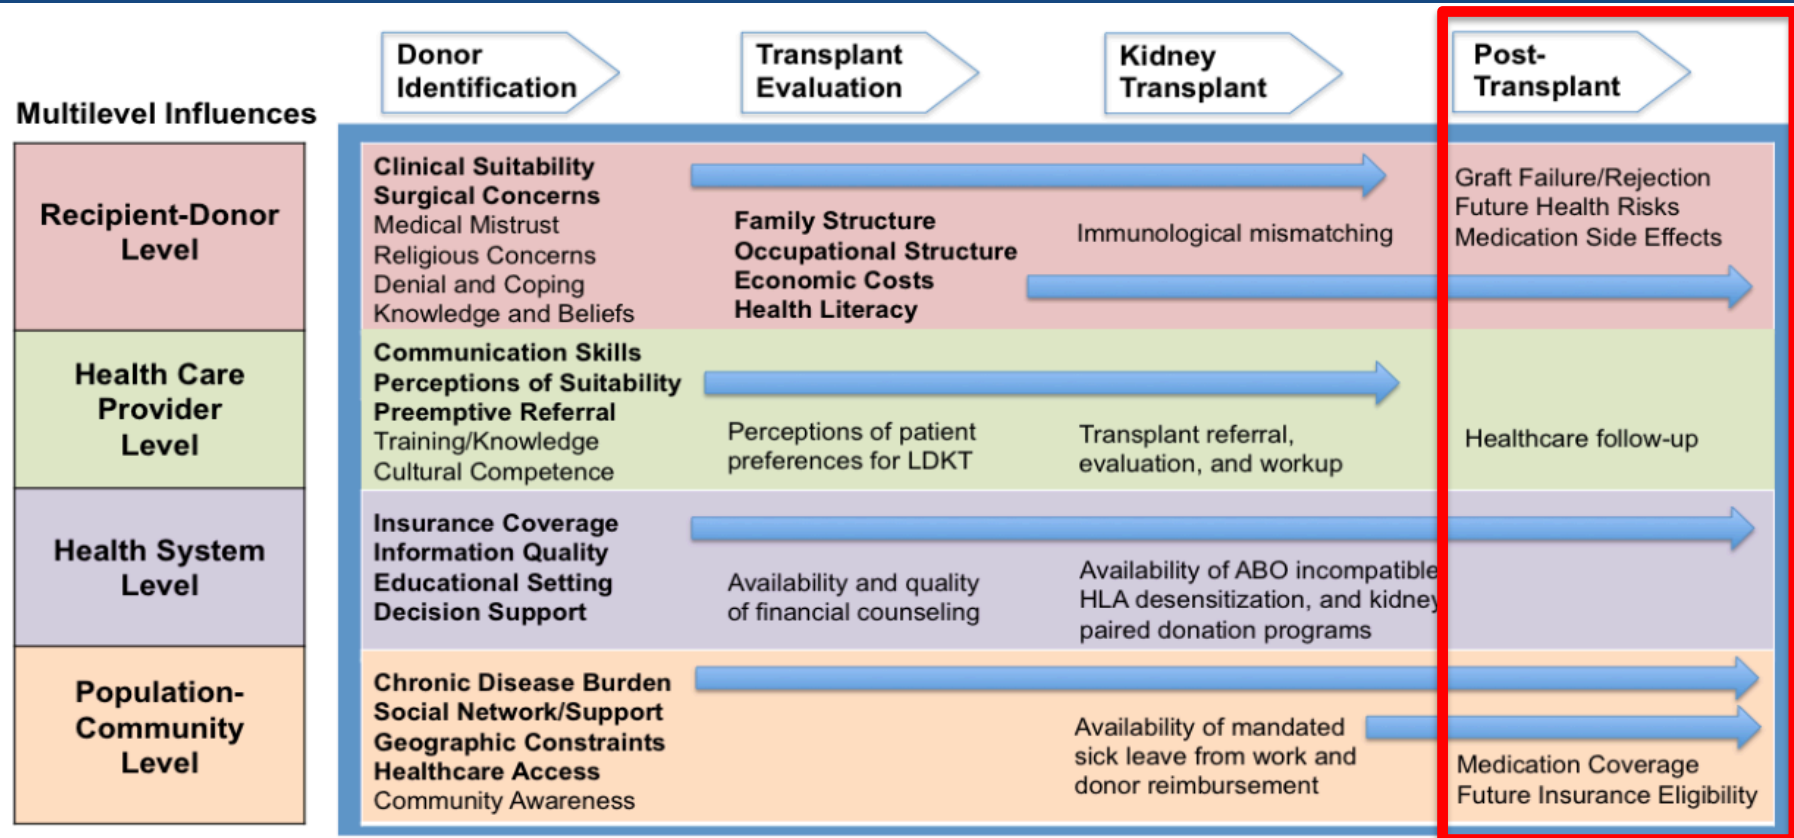 Donor
Identification
Transplant
Evaluation
Kidney
Transplant
Post-
Transplant
Multilevel Influences
Recipient-Donor
Level
Clinical Suitability
Surgical Concerns
Medical Mistrust
Religious Concerns
Denial and Coping
Knowledge and Beliefs
Family Structure
Occupational Structure
Economic Costs
Health Literacy
Immunological mismatching
Graft Failure/Rejection
Future Health Risks
Medication Side Effects
Health Care
Provider
Level
Communication Skills
Perceptions of Suitability
Preemptive Referral
Training/Knowledge
Cultural Competence
Perceptions of patient
preferences for LDKT
Transplant referral,
evaluation, and workup
Healthcare follow-up
Health System
Level
Insurance Coverage
Information Quality
Educational Setting
Decision Support
Availability and quality
of financial counseling
Availability of ABO incompatible
HLA desensitization, and kidney
paired donation programs
Population-
Community
Level
Chronic Disease Burden
Social Network/Support
Geographic Constraints
Healthcare Access
Community Awareness
Availability of mandated
sick leave from work and
donor reimbursement
Medication Coverage
Future Insurance Eligibility